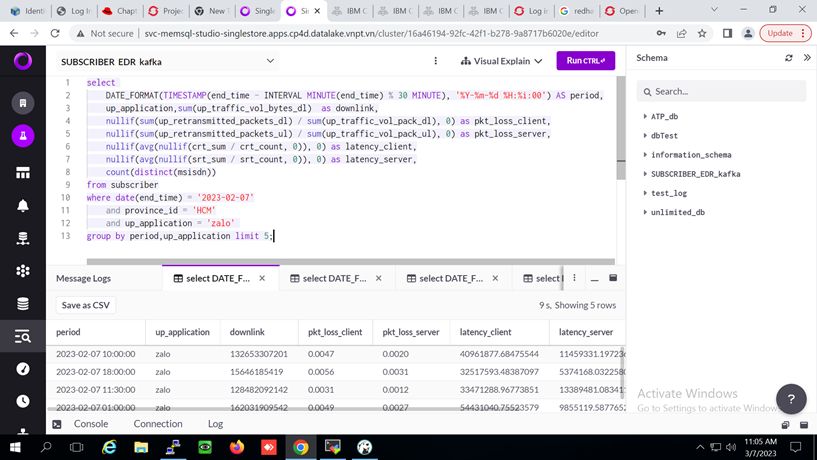 Identi
Log In
Chapt
Projec
New T
Single
S
IBM C
IBM C
IBM C
IBM C
Log in
redha
Open
Not secure | svc-memsql-studio-singlestore.apps.cp4d.datalake.vnpt.vn/cluster/16a46194-92fc-42f1-b278-9a8717b6020e/editor
Update
SUBSCRIBER_EDR_kafka
Visual Explain
Run CTRL↵
Schema
Search...
ATP_db
dbTest
information_schema
SUBSCRIBER_EDR_kafka
test_log
unlimited_db
1 select
2 DATE_FORMAT(TIMESTAMP(end_time - INTERVAL MINUTE(end_time) % 30 MINUTE), '%Y-%m-%d %H:%i:00') AS period,
3 up_application,sum(up_traffic_vol_bytes_dl) as downlink,
4 nullif(sum(up_retransmitted_packets_dl) / sum(up_traffic_vol_pack_dl), 0) as pkt_loss_client,
5 nullif(sum(up_retransmitted_packets_ul) / sum(up_traffic_vol_pack_ul), 0) as pkt_loss_server,
6 nullif(avg(nullif(crt_sum / crt_count, 0)), 0) as latency_client,
7 nullif(avg(nullif(srt_sum / srt_count, 0)), 0) as latency_server,
8 count(distinct(msisdn))
9 from subscriber
10 where date(end_time) = '2023-02-07'
11 and province_id = 'HCM'
12 and up_application = 'zalo'
13 group by period,up_application limit 5;
Message Logs
select DATE_F... ×
select DATE_F... ×
select DATE_F... ×
select
Save as CSV
9 s, Showing 5 rows
period up_application downlink pkt_loss_client pkt_loss_server latency_client latency_server
2023-02-07 10:00:00 zalo 132653307201 0.0047 0.0020 40961877.68475544 11459331.19723
2023-02-07 18:00:00 zalo 15646185419 0.0056 0.0031 32517593.48387097 5374168.0322580
2023-02-07 11:30:00 zalo 128482092142 0.0031 0.0012 33471288.96773851 13389481.08341
2023-02-07 01:00:00 zalo 162031909542 0.0049 0.0027 54431040.75523579 9855119.5877652
Activate Windows
Go to Settings to activate Windows
?
Console
Connection
Log
11:05 AM
3/7/2023